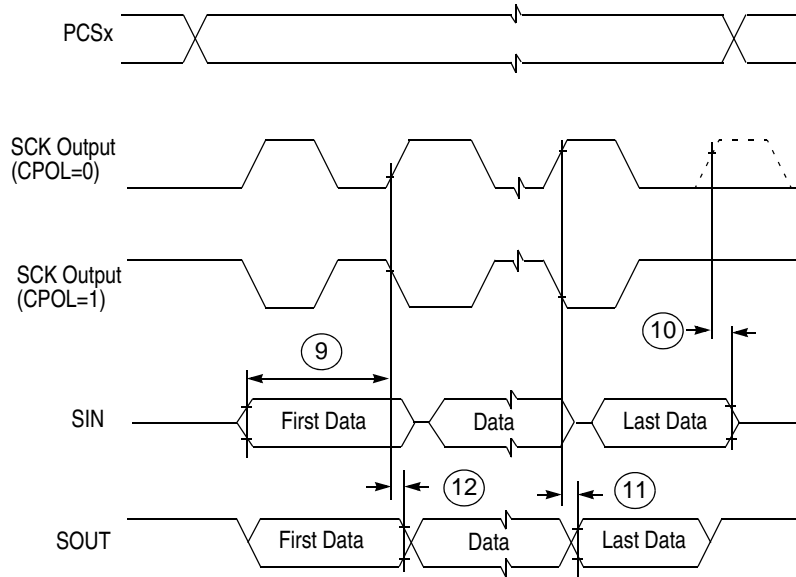 PCSx
SCK Output
(CPOL=0)
SCK Output
(CPOL=1)
10
9
SIN
First Data
Data
Last Data
12
11
SOUT
First Data
Data
Last Data